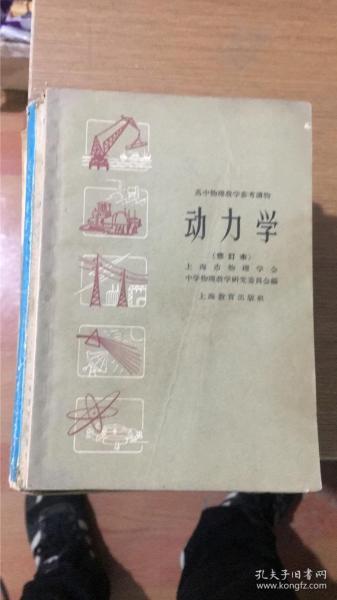 高中物理教学参考读物
动力学
(修订本)
上海市物理学会
中学物理教学研究委员会编
上海教育出版社
孔夫子旧书网
www.kongfz.com